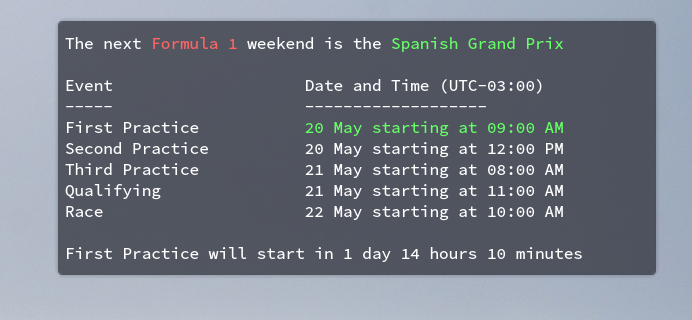 The next Formula 1 weekend is the Spanish Grand Prix
Event Date and Time (UTC-03:00)
----- -------------------
First Practice 20 May starting at 09:00 AM
Second Practice 20 May starting at 12:00 PM
Third Practice 21 May starting at 08:00 AM
Qualifying 21 May starting at 11:00 AM
Race 22 May starting at 10:00 AM
First Practice will start in 1 day 14 hours 10 minutes